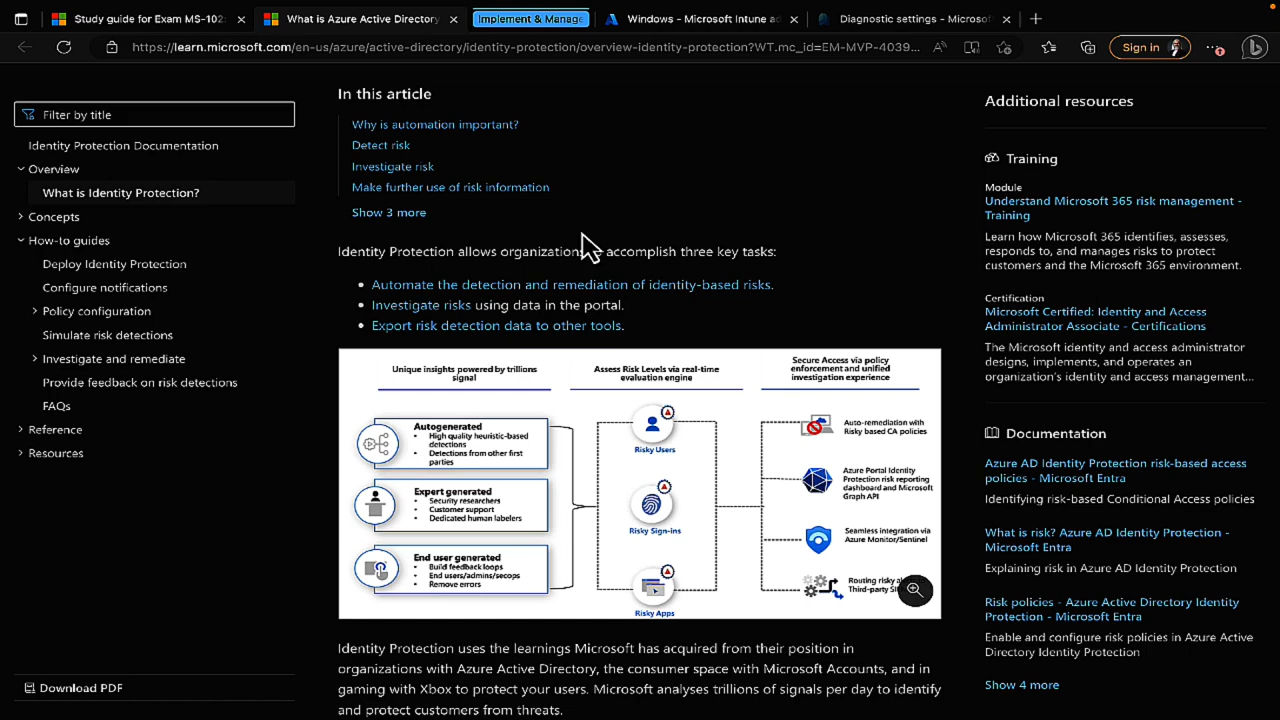 Study guide for Exam MS-102:
What is Azure Active Directory
Implement & Manage
Windows - Microsoft Intune ad
Diagnostic settings - Microsof
https://learn.microsoft.com/en-us/azure/active-directory/identity-protection/overview-identity-protection?WT.mc_id=EM-MVP-4039...
Sign in
Filter by title
Identity Protection Documentation
Overview
What is Identity Protection?
Concepts
How-to guides
Deploy Identity Protection
Configure notifications
Policy configuration
Simulate risk detections
Investigate and remediate
Provide feedback on risk detections
FAQs
Reference
Resources
Download PDF
In this article
Why is automation important?
Detect risk
Investigate risk
Make further use of risk information
Show 3 more
Identity Protection allows organizations accomplish three key tasks:
Automate the detection and remediation of identity-based risks.
Investigate risks using data in the portal.
Export risk detection data to other tools.
Unique insights powered by trillions
signal
Autogenerated
High quality heuristic-based
detections
Detections from other first
parties
Expert generated
Security researchers
Customer support
Dedicated human labelers
End user generated
Build feedback loops
End users/admins/secops
Remove errors
Assess Risk Levels via real-time
evaluation engine
Risky Users
Risky Sign-ins
Risky Apps
Secure Access via policy
enforcement and unified
investigation experience
Auto-remediation with
Risky based CA policies
Azure Portal Identity
Protection risk reporting
dashboard and Microsoft
Graph API
Seamless integration via
Azure Monitor/Sentinel
Routing risky
Third-party
Identity Protection uses the learnings Microsoft has acquired from their position in
organizations with Azure Active Directory, the consumer space with Microsoft Accounts, and in
gaming with Xbox to protect your users. Microsoft analyses trillions of signals per day to identify
and protect customers from threats.
Additional resources
Training
Module
Understand Microsoft 365 risk management -
Training
Learn how Microsoft 365 identifies, assesses,
responds to, and manages risks to protect
customers and the Microsoft 365 environment.
Certification
Microsoft Certified: Identity and Access
Administrator Associate - Certifications
The Microsoft identity and access administrator
designs, implements, and operates an
organization's identity and access management...
Documentation
Azure AD Identity Protection risk-based access
policies - Microsoft Entra
Identifying risk-based Conditional Access policies
What is risk? Azure AD Identity Protection -
Microsoft Entra
Explaining risk in Azure AD Identity Protection
Risk policies - Azure Active Directory Identity
Protection - Microsoft Entra
Enable and configure risk policies in Azure Active
Directory Identity Protection
Show 4 more